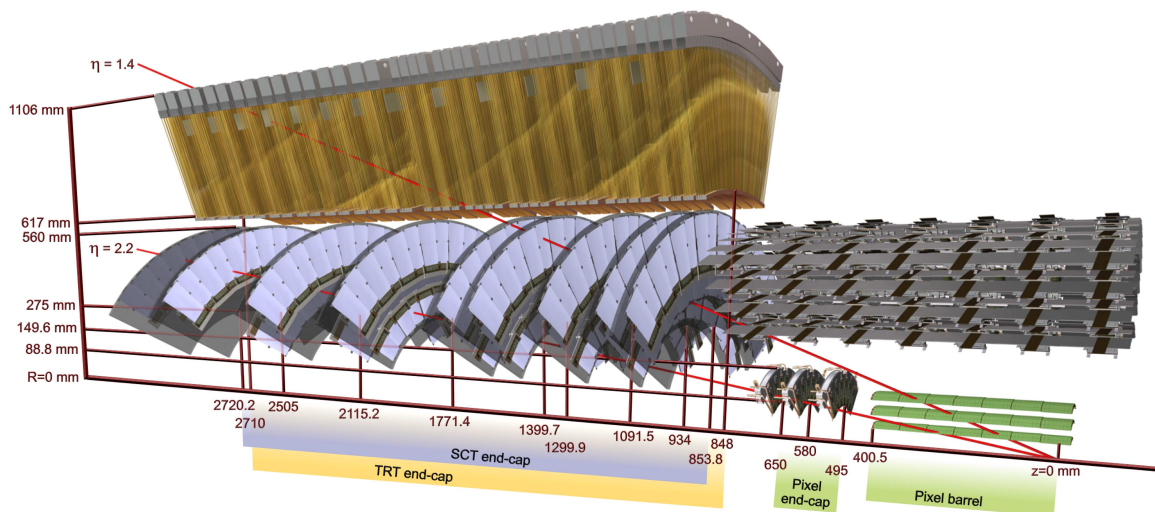 η = 1.4
1106 mm
617 mm
560 mm
η = 2.2
275 mm
149.6 mm
88.8 mm
R=0 mm
2720.2
2710
2505
2115.2
1771.4
1399.7
1299.9
1091.5
934
853.8
848
650
580
495
400.5
z=0 mm
SCT end-cap
TRT end-cap
Pixel
end-cap
Pixel barrel